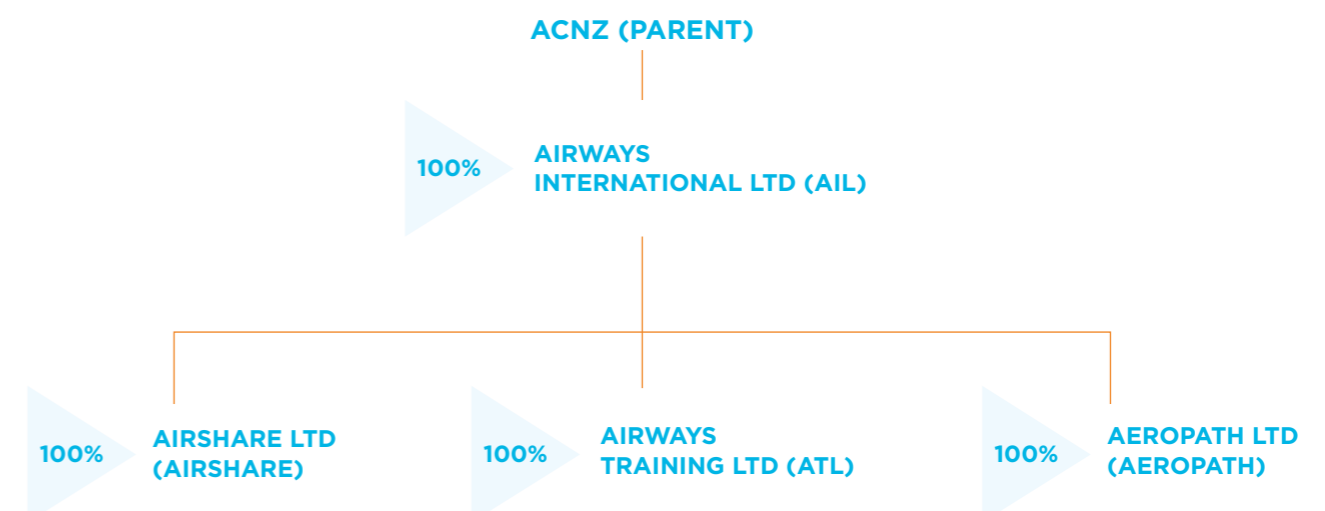 ACNZ (PARENT)
100%
AIRWAYS
INTERNATIONAL LTD (AIL)
100%
AIRSHARE LTD
(AIRSHARE)
100%
AIRWAYS
TRAINING LTD (ATL)
100%
AEROPATH LTD
(AEROPATH)